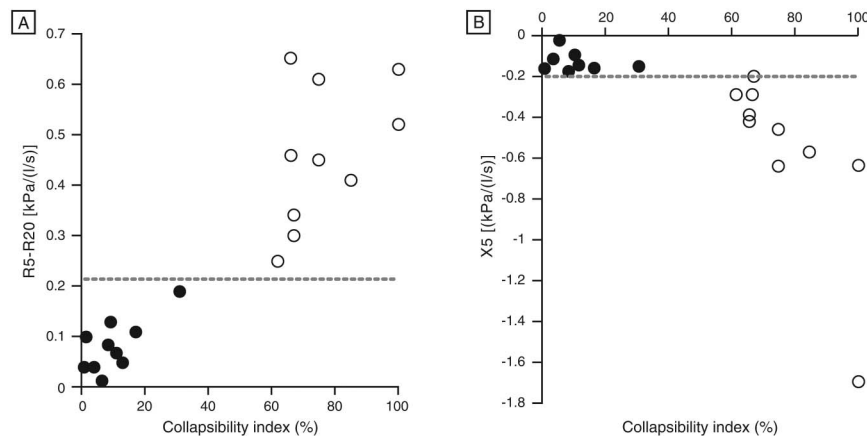 A
0.7
0.6
0.5
0.4
0.3
0.2
0.1
0
R5-R20 [kPa/(l/s)]
0 20 40 60 80 100
Collapsibility index (%)
B
0 20 40 60 80 100
0
-0.2
-0.4
-0.6
-0.8
-1
-1.2
-1.4
-1.6
-1.8
X5 [(kPa/(l/s)]
Collapsibility index (%)